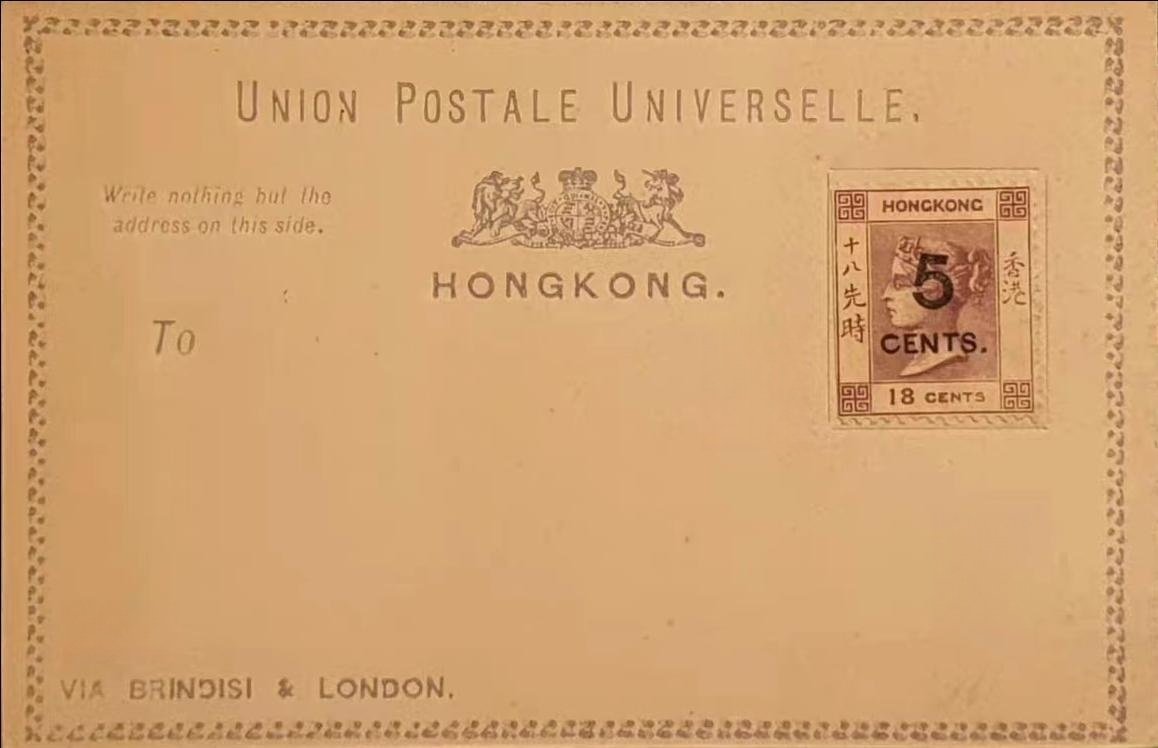 UNION POSTALE UNIVERSELLE.
Write nothing but the
address on this side.
HONGKONG.
To
HONGKONG
十八先時
香港
5
CENTS.
18 CENTS
VIA BRINDISI & LONDON.